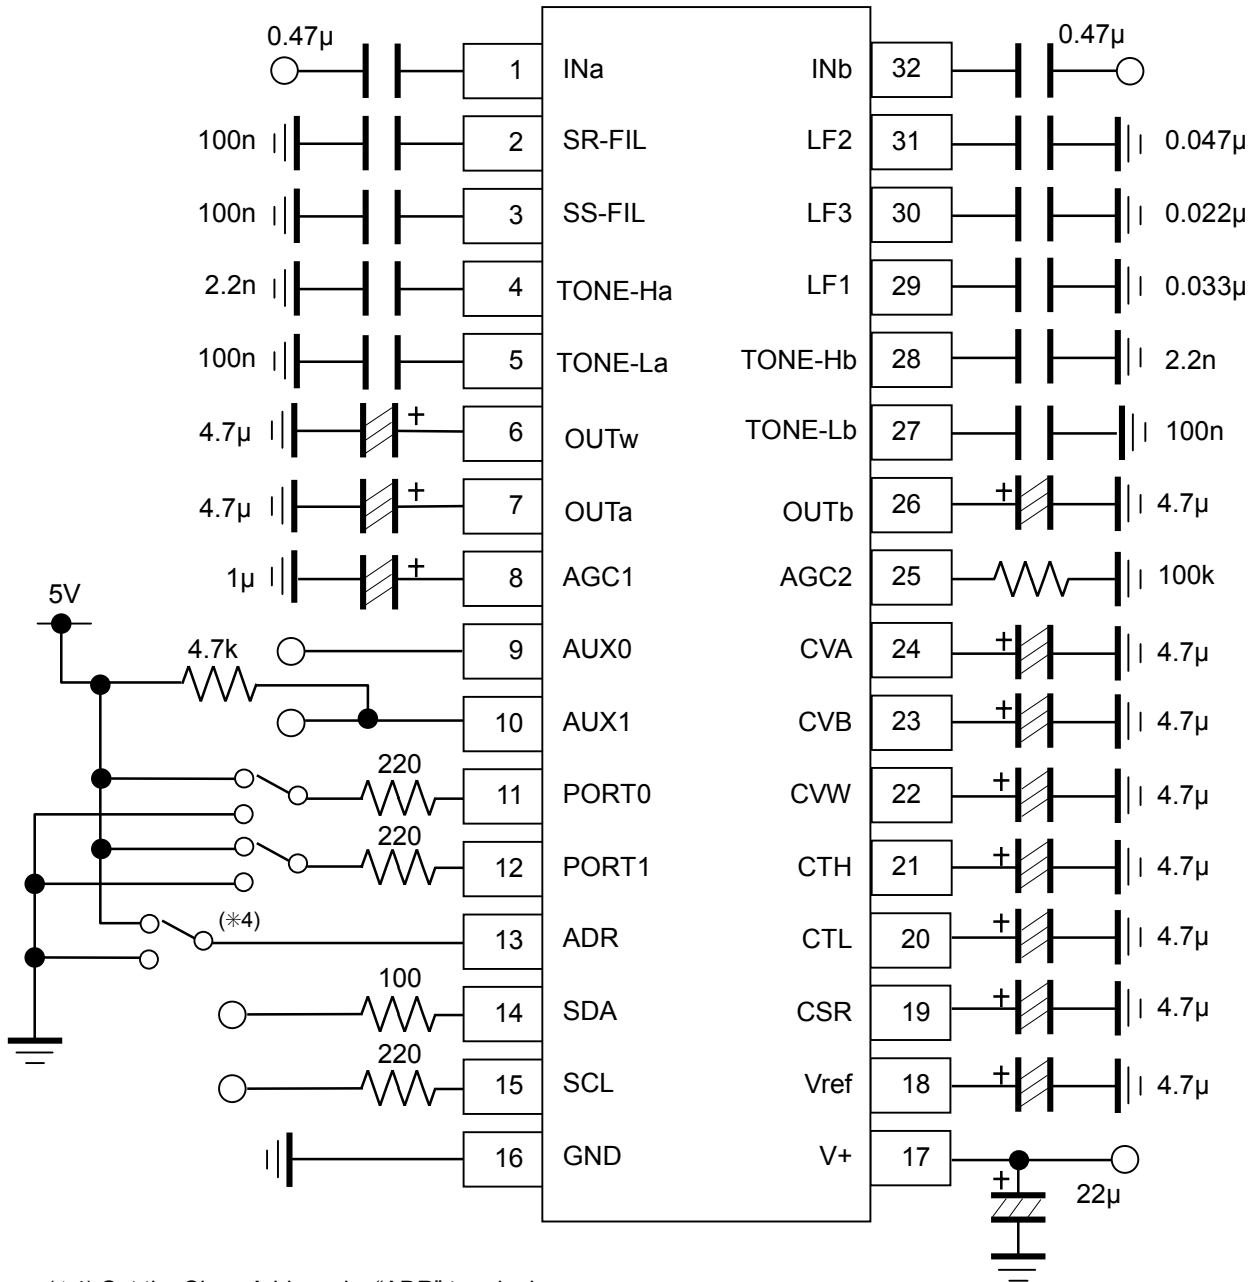 0.47µ 1 INa INb 32 0.47µ
100n 2 SR-FIL LF2 31 0.047µ
100n 3 SS-FIL LF3 30 0.022µ
2.2n 4 TONE-Ha LF1 29 0.033µ
100n 5 TONE-La TONE-Hb 28 2.2n
4.7µ + 6 OUTw TONE-Lb 27 100n
4.7µ + 7 OUTa OUTb 26 + 4.7µ
1µ + 8 AGC1 AGC2 25 100k
5V
4.7k 9 AUX0 CVA 24 + 4.7µ
10 AUX1 CVB 23 + 4.7µ
220 11 PORT0 CVW 22 + 4.7µ
220 12 PORT1 CTH 21 + 4.7µ
(✳4) 13 ADR CTL 20 + 4.7µ
100 14 SDA CSR 19 + 4.7µ
220 15 SCL Vref 18 + 4.7µ
16 GND V+ 17
+ 22µ